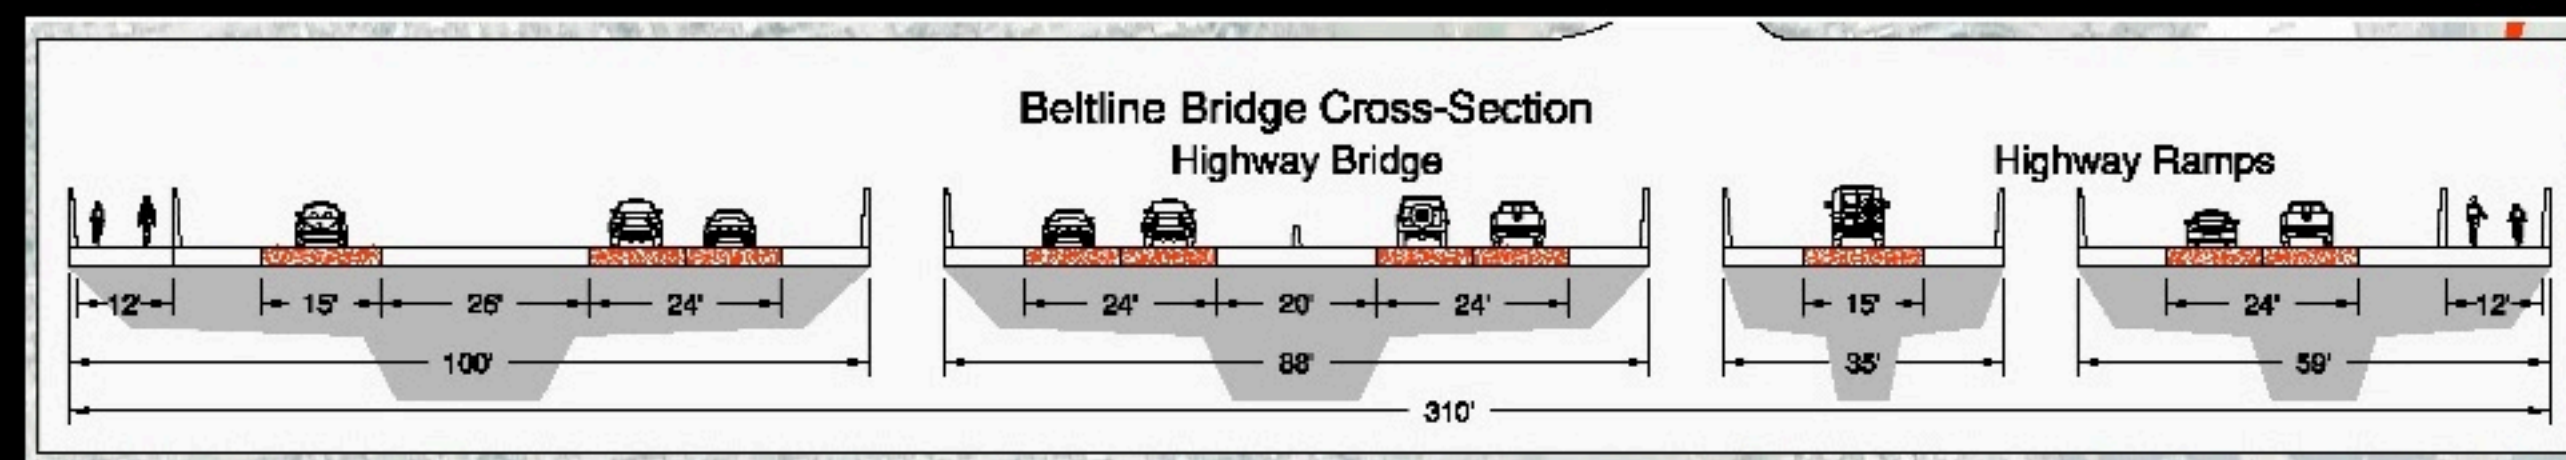 Beltline Bridge Cross-Section
Highway Bridge
Highway Ramps
12' 15' 26' 24' 24' 20' 24' 15' 24' 12'
100' 88' 35' 59'
310'